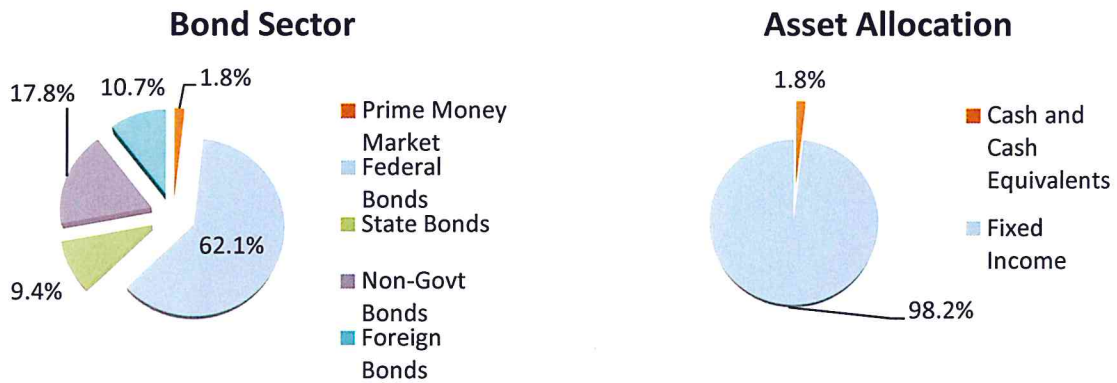 Bond Sector
17.8%
10.7%
1.8%
62.1%
9.4%
Prime Money
Market
Federal
Bonds
State Bonds
Non-Govt
Bonds
Foreign
Bonds
Asset Allocation
1.8%
98.2%
Cash and
Cash
Equivalents
Fixed
Income